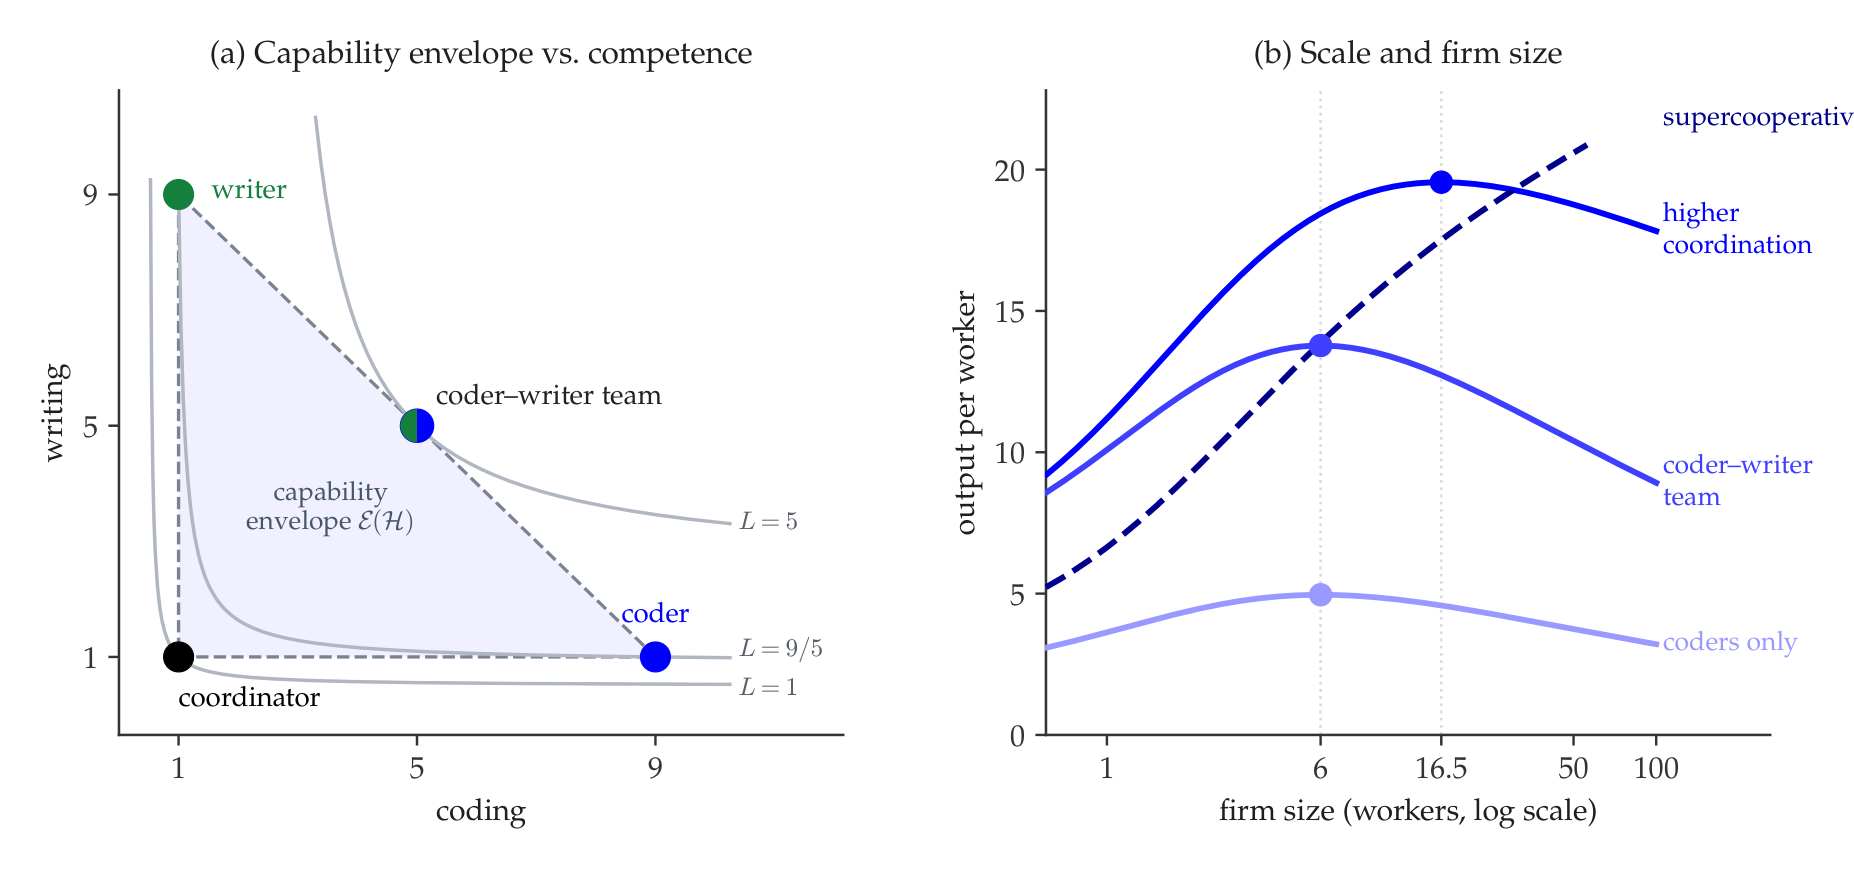 (a) Capability envelope vs. competence
9
5
1
writing
writer
coder–writer team
capability
envelope ℰ(ℋ)
L = 5
coder
L = 9/5
L = 1
coordinator
1 5 9
coding
(b) Scale and firm size
20
15
10
5
0
output per worker
supercooperativ
higher
coordination
coder–writer
team
coders only
1 6 16.5 50 100
firm size (workers, log scale)